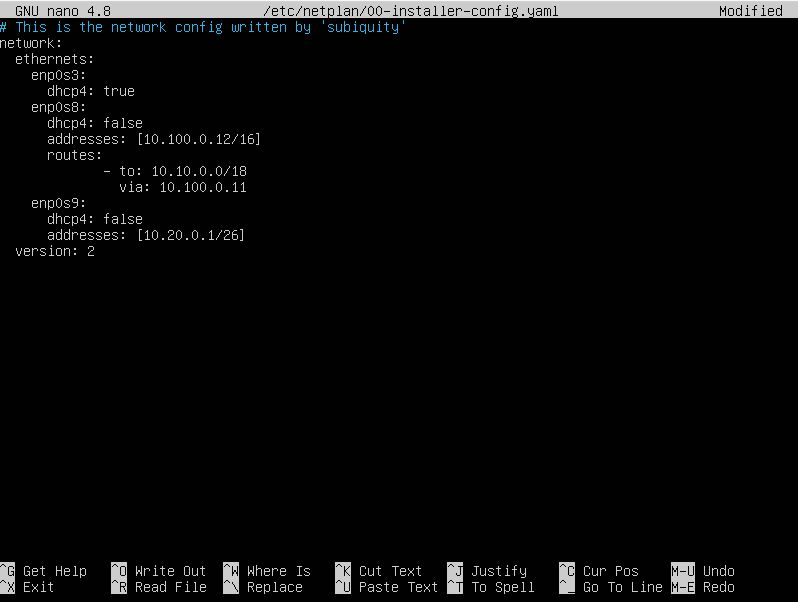 GNU nano 4.8 /etc/netplan/00-installer-config.yaml Modified
# This is the network config written by 'subiquity'
network:
  ethernets:
    enp0s3:
      dhcp4: true
    enp0s8:
      dhcp4: false
      addresses: [10.100.0.12/16]
      routes:
             - to: 10.10.0.0/18
               via: 10.100.0.11
    enp0s9:
      dhcp4: false
      addresses: [10.20.0.1/26]
  version: 2
^G Get Help ^O Write Out ^W Where Is ^K Cut Text ^J Justify ^C Cur Pos M-U Undo
^X Exit ^R Read File ^\ Replace ^U Paste Text ^T To Spell ^_ Go To Line M-E Redo